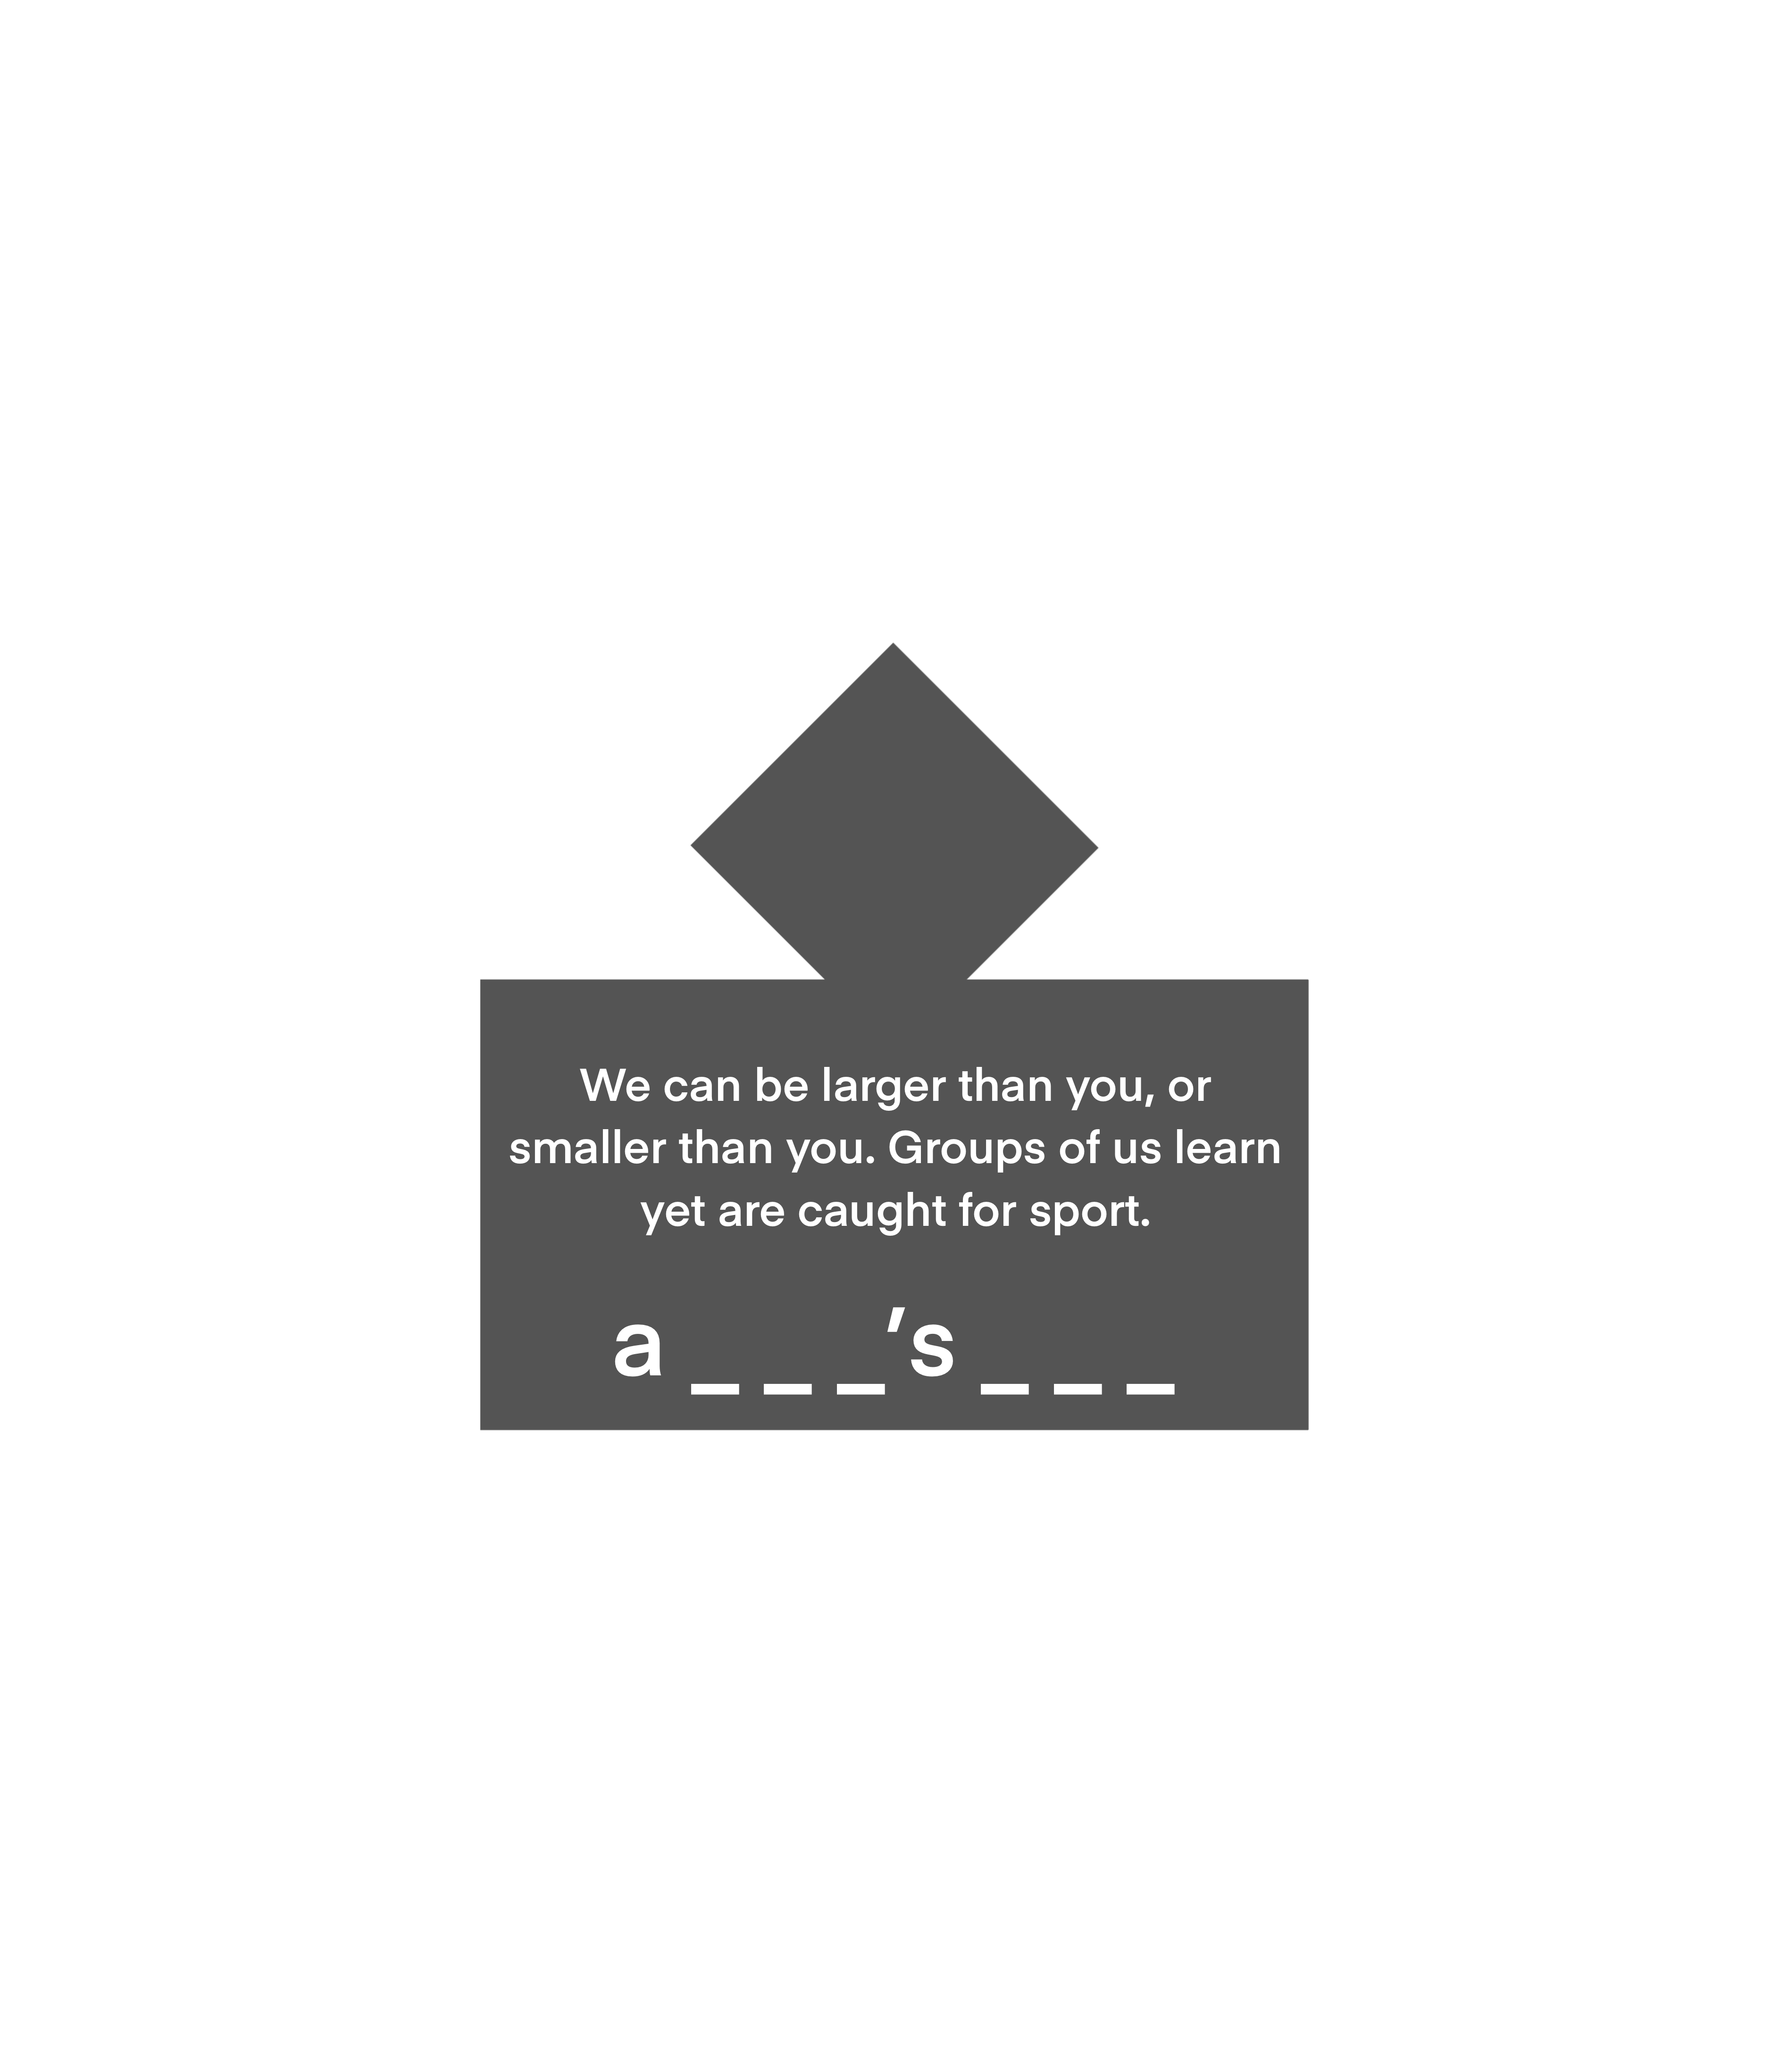 We can be larger than you, or
smaller than you. Groups of us learn
yet are caught for sport.
a _ _ _’s _ _ _